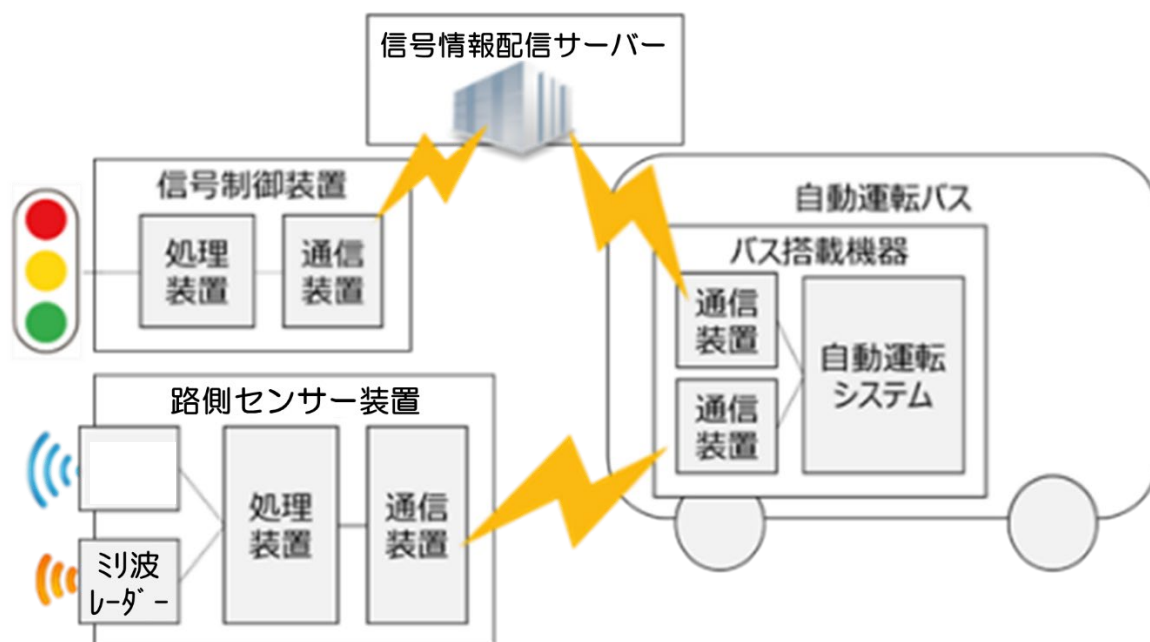 信号情報配信サーバー
信号制御装置
処理
装置
通信
装置
自動運転バス
バス搭載機器
通信
装置
通信
装置
自動運転
システム
路側センサー装置
ミリ波
レーダー
処理
装置
通信
装置